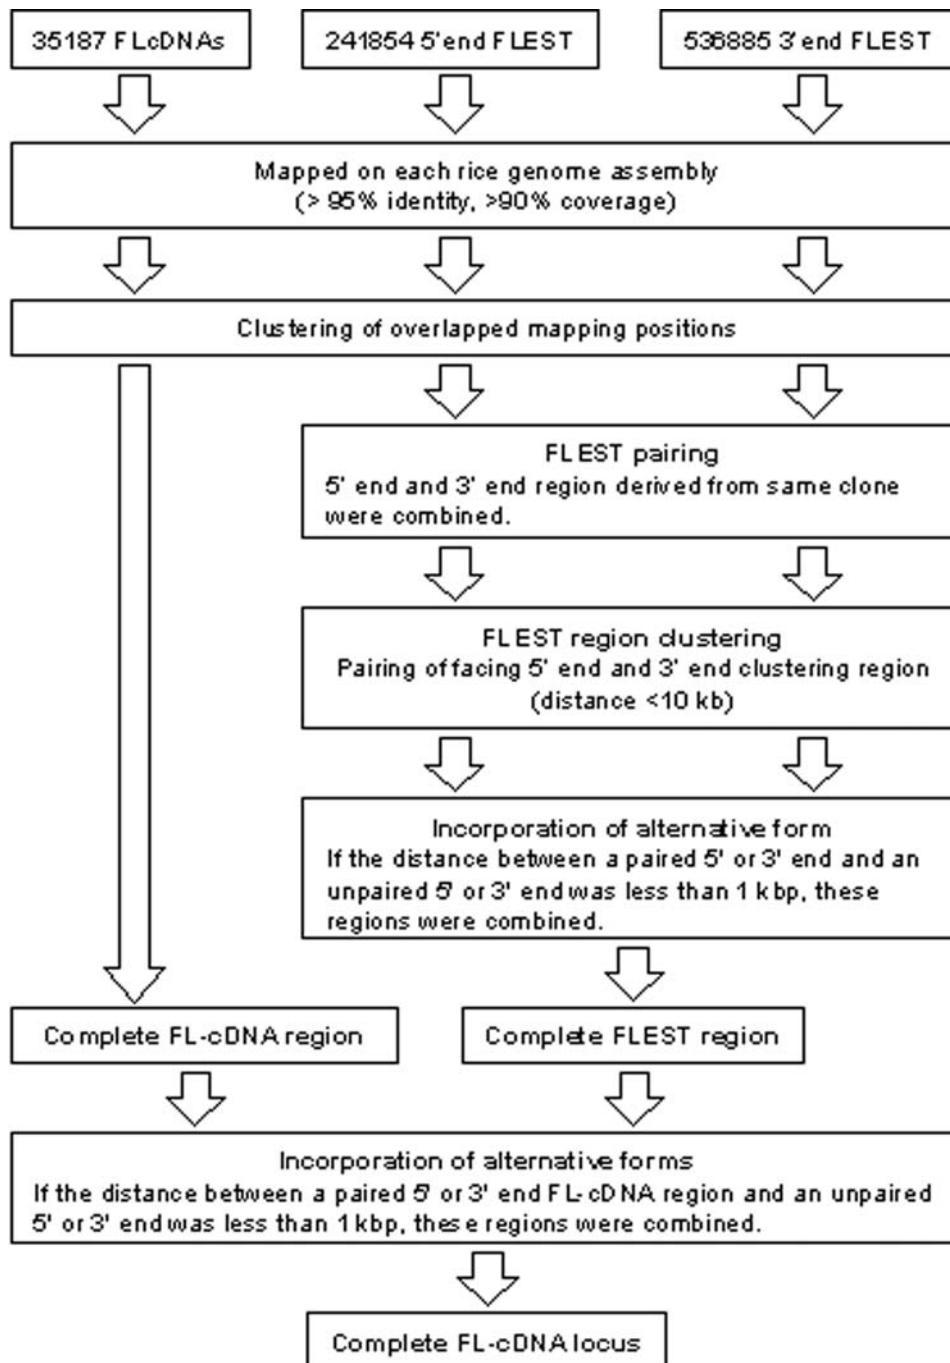 35187 FLcDNAs
241854 5' end FLEST
536885 3' end FLEST
Mapped on each rice genome assembly
(> 95% identity, >90% coverage)
Clustering of overlapped mapping positions
FLEST pairing
5' end and 3' end region derived from same clone
were combined.
FLEST region clustering
Pairing of facing 5' end and 3' end clustering region
(distance <10 kb)
Incorporation of alternative form
If the distance between a paired 5' or 3' end and an
unpaired 5' or 3' end was less than 1 kbp, these
regions were combined.
Complete FL-cDNA region
Complete FLEST region
Incorporation of alternative forms
If the distance between a paired 5' or 3' end FL-cDNA region and an unpaired
5' or 3' end was less than 1 kbp, these regions were combined.
Complete FL-cDNA locus